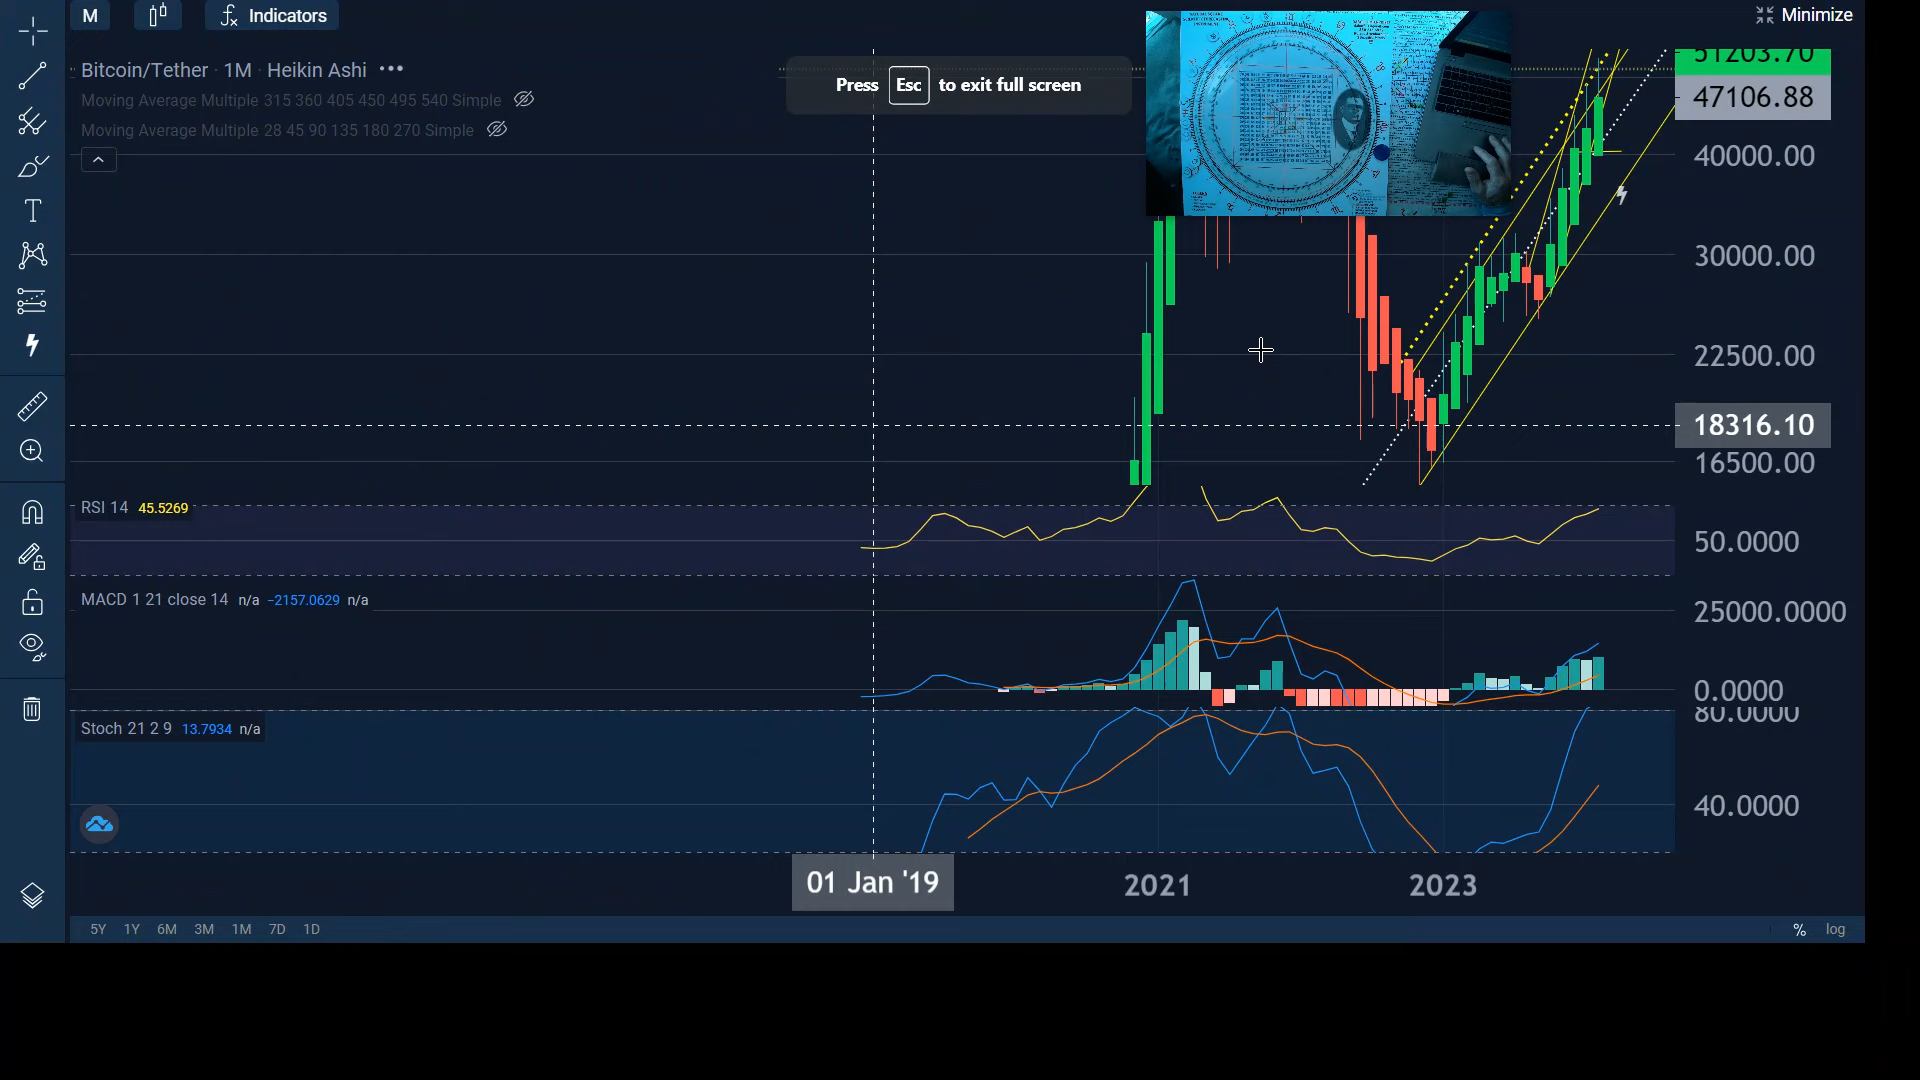 M
Indicators
Minimize
Bitcoin/Tether · 1M · Heikin Ashi
Moving Average Multiple 315 360 405 450 495 540 Simple
Moving Average Multiple 28 45 90 135 180 270 Simple
Press Esc to exit full screen
51203.70
47106.88
40000.00
30000.00
22500.00
18316.10
16500.00
RSI 14 45.5269
50.0000
MACD 1 21 close 14 n/a −2157.0629 n/a
25000.0000
0.0000
80.0000
Stoch 21 2 9 13.7934 n/a
40.0000
01 Jan '19
2021
2023
5Y 1Y 6M 3M 1M 7D 1D
% log